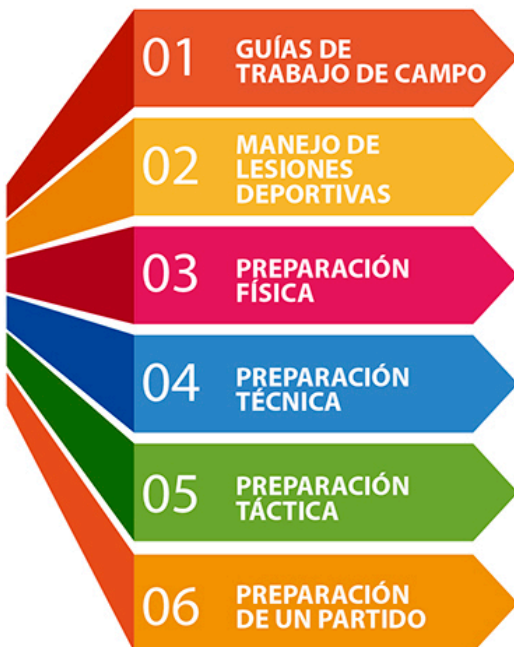 01
GUÍAS DE
TRABAJO DE CAMPO
02
MANEJO DE
LESIONES
DEPORTIVAS
03
PREPARACIÓN
FÍSICA
04
PREPARACIÓN
TÉCNICA
05
PREPARACIÓN
TÁCTICA
06
PREPARACIÓN
DE UN PARTIDO